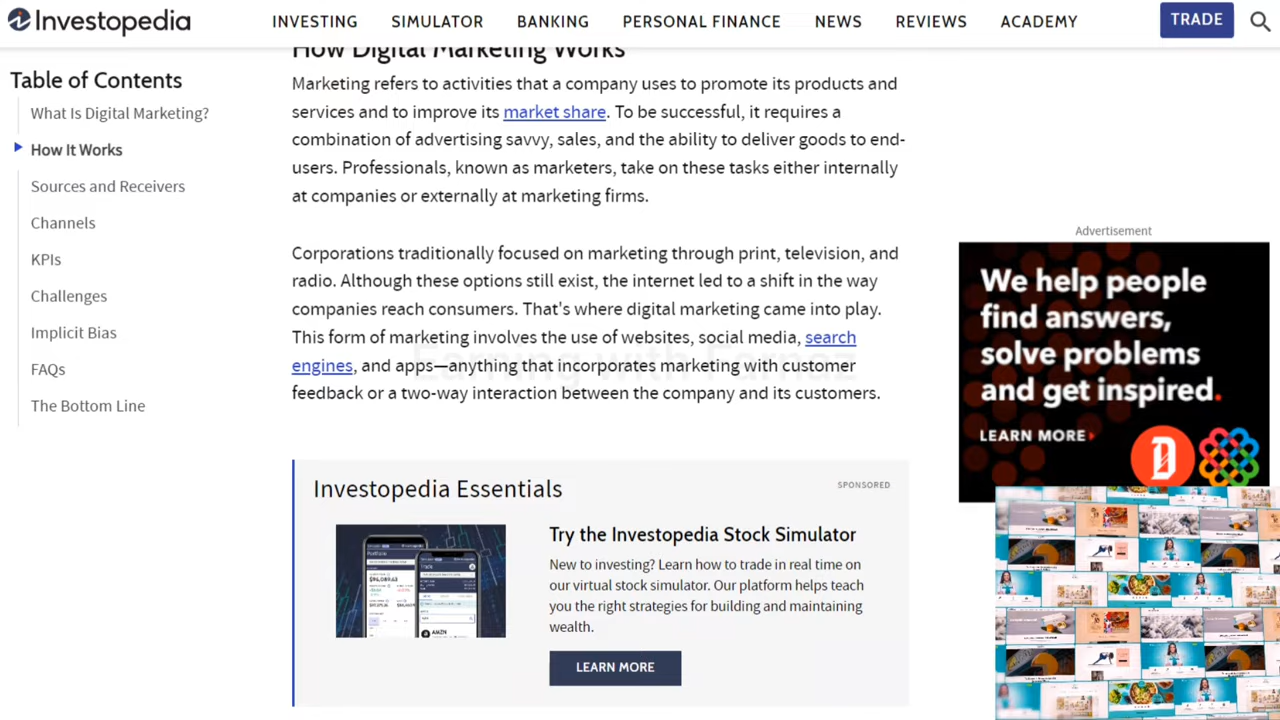 Investopedia
INVESTING SIMULATOR BANKING PERSONAL FINANCE NEWS REVIEWS ACADEMY
TRADE
Table of Contents
What Is Digital Marketing?
How It Works
Sources and Receivers
Channels
KPIs
Challenges
Implicit Bias
FAQs
The Bottom Line
How Digital Marketing Works
Marketing refers to activities that a company uses to promote its products and
services and to improve its market share. To be successful, it requires a
combination of advertising savvy, sales, and the ability to deliver goods to end-
users. Professionals, known as marketers, take on these tasks either internally
at companies or externally at marketing firms.
Corporations traditionally focused on marketing through print, television, and
radio. Although these options still exist, the internet led to a shift in the way
companies reach consumers. That's where digital marketing came into play.
This form of marketing involves the use of websites, social media, search
engines, and apps—anything that incorporates marketing with customer
feedback or a two-way interaction between the company and its customers.
Earning with Farnaz
Investopedia Essentials
SPONSORED
Try the Investopedia Stock Simulator
New to investing? Learn how to trade in real time on
our virtual stock simulator. Our platform helps teach
you the right strategies for building and maintaining
wealth.
LEARN MORE
Advertisement
We help people
find answers,
solve problems
and get inspired.
LEARN MORE